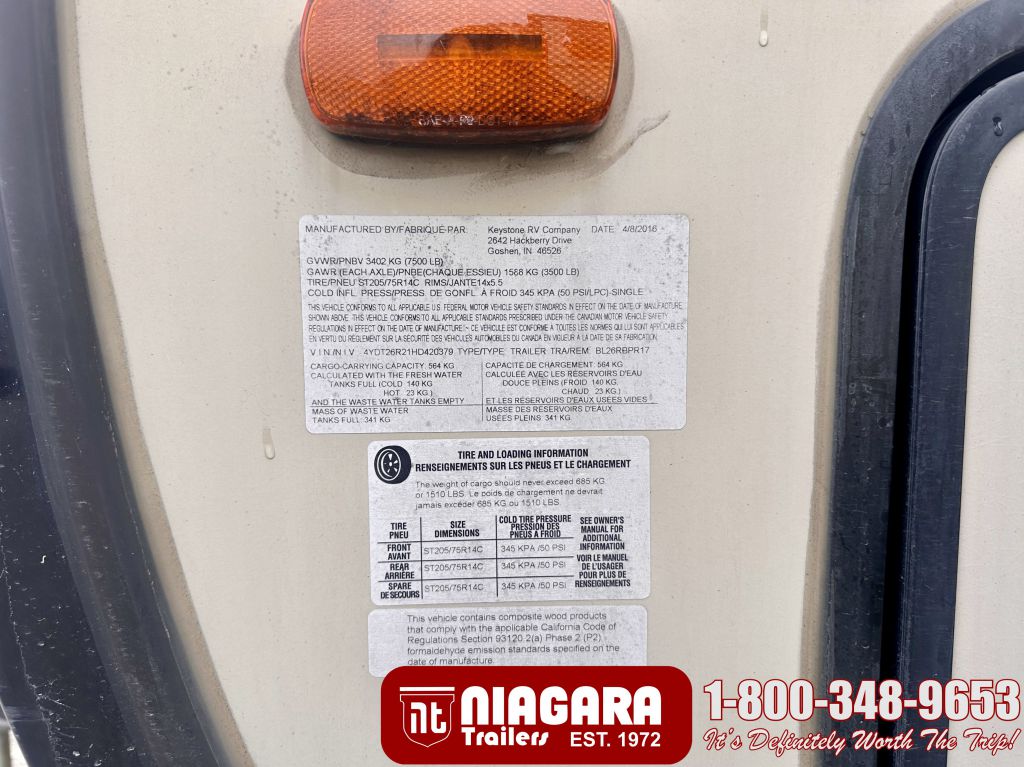 SAE-A-P2 DOT-
MANUFACTURED BY/FABRIQUE PAR Keystone RV Company DATE 4/8/2016
2642 Hackberry Drive
Goshen, IN 46526
GVWR/PNBV 3402 KG (7500 LB)
GAWR (EACH AXLE)/PNBE(CHAQUE ESSIEU) 1588 KG (3500 LB)
TIRE/PNEU ST205/75R14C RIMS/JANTE14x5.5
COLD INFL PRESS/PRESS DE GONFL À FROID 345 KPA (50 PSI/LPC)-SINGLE
THIS VEHICLE CONFORMS TO ALL APPLICABLE U.S. FEDERAL MOTOR VEHICLE SAFETY STANDARDS IN EFFECT ON THE DATE OF MANUFACTURE
SHOWN ABOVE. THIS VEHICLE CONFORMS TO ALL APPLICABLE STANDARDS PRESCRIBED UNDER THE CANADIAN MOTOR VEHICLE SAFETY
REGULATIONS IN EFFECT ON THE DATE OF MANUFACTURE - CE VÉHICULE EST CONFORME À TOUTES LES NORMES QUI LUI SONT APPLICABLES
EN VERTU DU RÈGLEMENT SUR LA SÉCURITÉ DES VÉHICULES AUTOMOBILES DU CANADA EN VIGUEUR À LA DATE DE SA FABRICATION.
V I N /N I V 4YDT26R21HD420379 TYPE/TYPE TRAILER TRA/REM BL26RBPR17
CARGO-CARRYING CAPACITY: 564 KG
CALCULATED WITH THE FRESH WATER
TANKS FULL (COLD 140 KG
HOT 23 KG )
AND THE WASTE WATER TANKS EMPTY
MASS OF WASTE WATER
TANKS FULL: 341 KG
CAPACITÉ DE CHARGEMENT: 564 KG
CALCULÉE AVEC LES RÉSERVOIRS D'EAU
DOUCE PLEINS (FROID 140 KG,
CHAUD 23 KG )
ET LES RÉSERVOIRS D'EAUX USÉES VIDES
MASSE DES RÉSERVOIRS D'EAUX
USÉES PLEINS: 341 KG
TIRE AND LOADING INFORMATION
RENSEIGNEMENTS SUR LES PNEUS ET LE CHARGEMENT
The weight of cargo should never exceed 685 KG
or 1510 LBS. Le poids de chargement ne devrait
jamais excéder 685 KG ou 1510 LBS.
TIRE SIZE COLD TIRE PRESSURE
PNEU DIMENSIONS PRESSION DES
PNEUS À FROID
FRONT
AVANT ST205/75R14C 345 KPA /50 PSI
REAR
ARRIÈRE ST205/75R14C 345 KPA /50 PSI
SPARE
DE SECOURS ST205/75R14C 345 KPA /50 PSI
SEE OWNER'S
MANUAL FOR
ADDITIONAL
INFORMATION
VOIR LE MANUEL
DE L'USAGER
POUR PLUS DE
RENSEIGNEMENTS
This vehicle contains composite wood products
that comply with the applicable California Code of
Regulations Section 93120.2(a) Phase 2 (P2)
formaldehyde emission standards specified on the
date of manufacture.
nt NIAGARA
Trailers EST. 1972
1-800-348-9653
It's Definitely Worth The Trip!